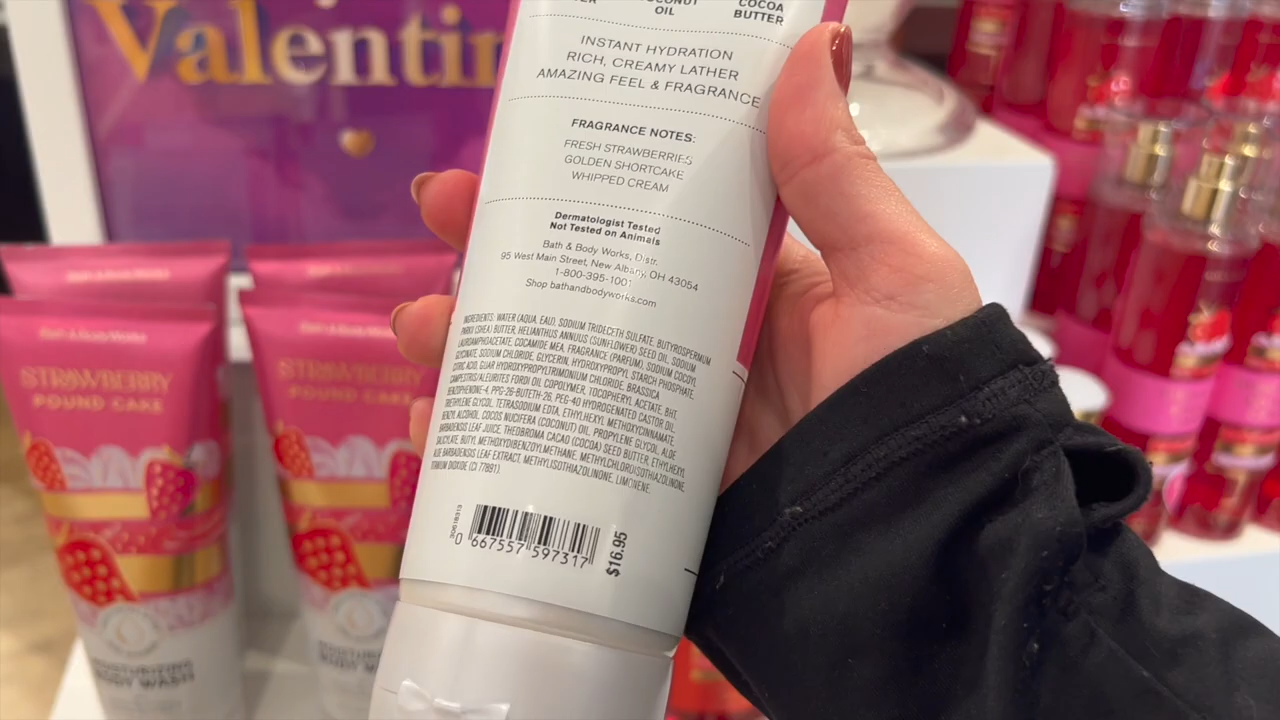 Valentin
OIL
COCOA
BUTTER
INSTANT HYDRATION
RICH, CREAMY LATHER
AMAZING FEEL & FRAGRANCE
FRAGRANCE NOTES:
FRESH STRAWBERRIES
GOLDEN SHORTCAKE
WHIPPED CREAM
Dermatologist Tested
Not Tested on Animals
Bath & Body Works, Distr.
95 West Main Street, New Albany, OH 43054
1-800-395-1001
Shop bathandbodyworks.com
INGREDIENTS: WATER (AQUA, EAU), SODIUM TRIDECETH SULFATE, BUTYROSPERMUM
PARKII (SHEA) BUTTER, HELIANTHUS ANNUUS (SUNFLOWER) SEED OIL, SODIUM
LAUROAMPHOACETATE, COCAMIDE MEA, FRAGRANCE (PARFUM), SODIUM COCOYL
GLYCINATE, SODIUM CHLORIDE, GLYCERIN, HYDROXYPROPYL STARCH PHOSPHATE,
CITRIC ACID, GUAR HYDROXYPROPYLTRIMONIUM CHLORIDE, BRASSICA
CAMPESTRIS/ALEURITES FORDI OIL COPOLYMER, TOCOPHERYL ACETATE, BHT,
BENZOPHENONE-4, PPG-26-BUTETH-26, PEG-40 HYDROGENATED CASTOR OIL,
TRIETHYLENE GLYCOL, TETRASODIUM EDTA, ETHYLHEXYL METHOXYCINNAMATE,
BENZYL ALCOHOL, COCOS NUCIFERA (COCONUT) OIL, PROPYLENE GLYCOL, ALOE
BARBADENSIS LEAF JUICE, THEOBROMA CACAO (COCOA) SEED BUTTER, ETHYLHEXYL
SALICYLATE, BUTYL METHOXYDIBENZOYLMETHANE, METHYLCHLOROISOTHIAZOLINONE,
ALOE BARBADENSIS LEAF EXTRACT, METHYLISOTHIAZOLINONE, LIMONENE,
TITANIUM DIOXIDE (CI 77891).
0 667557 597317
$16.95
STRAWBERRY
POUND CAKE
MOISTURIZING
BODY WASH
STRAWBERRY
POUND CAKE